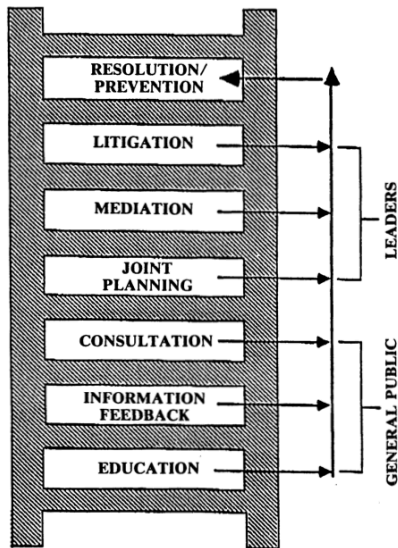 RESOLUTION/
PREVENTION
LITIGATION
MEDIATION
JOINT
PLANNING
CONSULTATION
INFORMATION
FEEDBACK
EDUCATION
LEADERS
GENERAL PUBLIC